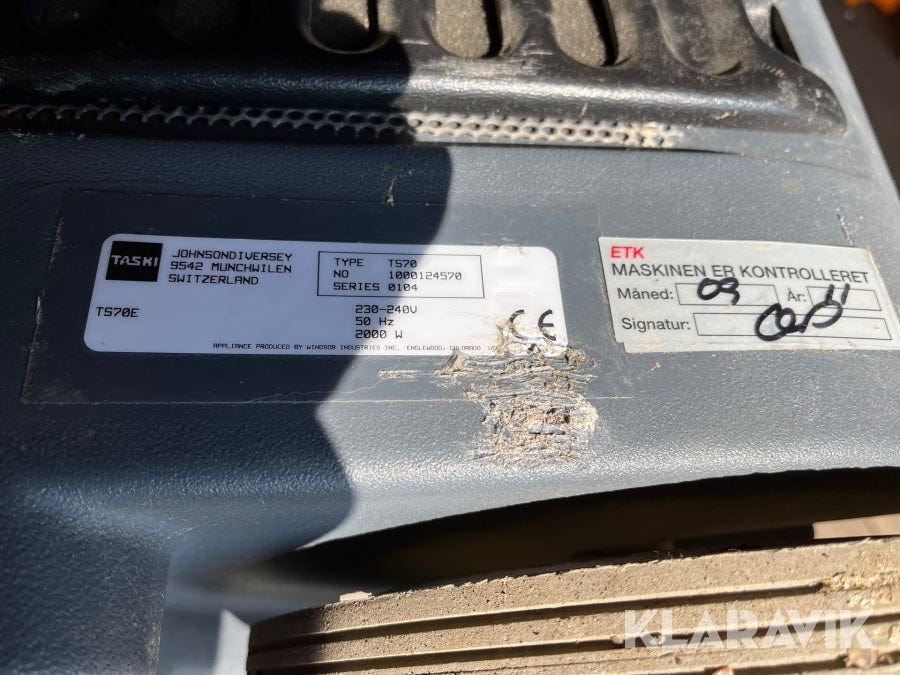 TASKI
JOHNSONDIVERSEY
9542 MUNCHWILEN
SWITZERLAND
TYPE TS70
NO 1000124570
SERIES 0104
TS70E
230-240V
50 Hz
2000 W
CE
APPLIANCE PRODUCED BY WINDSOR INDUSTRIES INC, ENGLEWOOD, COLORADO
ETK
MASKINEN ER KONTROLLERET
Måned: 09 År:
Signatur:
KLARAVIK